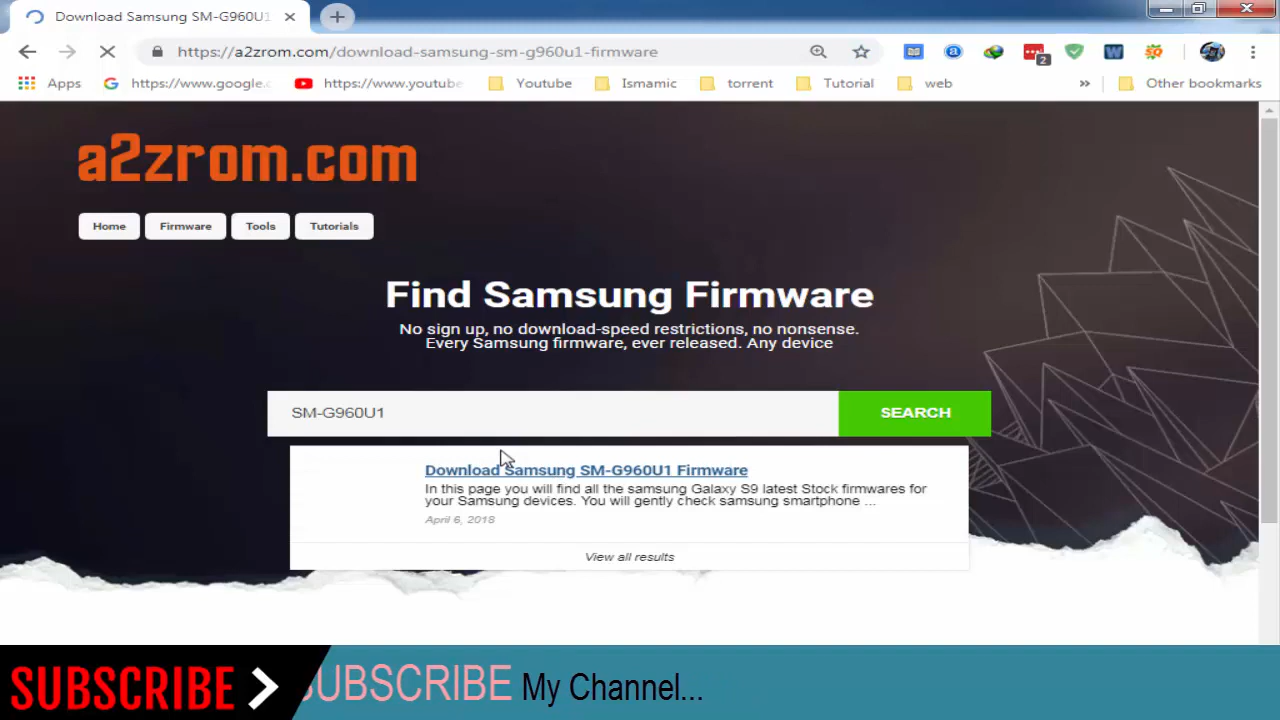 Download Samsung SM-G960U1
https://a2zrom.com/download-samsung-sm-g960u1-firmware
2
Apps
https://www.google.c
https://www.youtube
Youtube
Ismamic
torrent
Tutorial
web
Other bookmarks
a2zrom.com
Home
Firmware
Tools
Tutorials
Find Samsung Firmware
No sign up, no download-speed restrictions, no nonsense.
Every Samsung firmware, ever released. Any device
SM-G960U1
SEARCH
Download Samsung SM-G960U1 Firmware
In this page you will find all the samsung Galaxy S9 latest Stock firmwares for
your Samsung devices. You will gently check samsung smartphone ...
April 6, 2018
View all results
SUBSCRIBE
SUBSCRIBE My Channel...